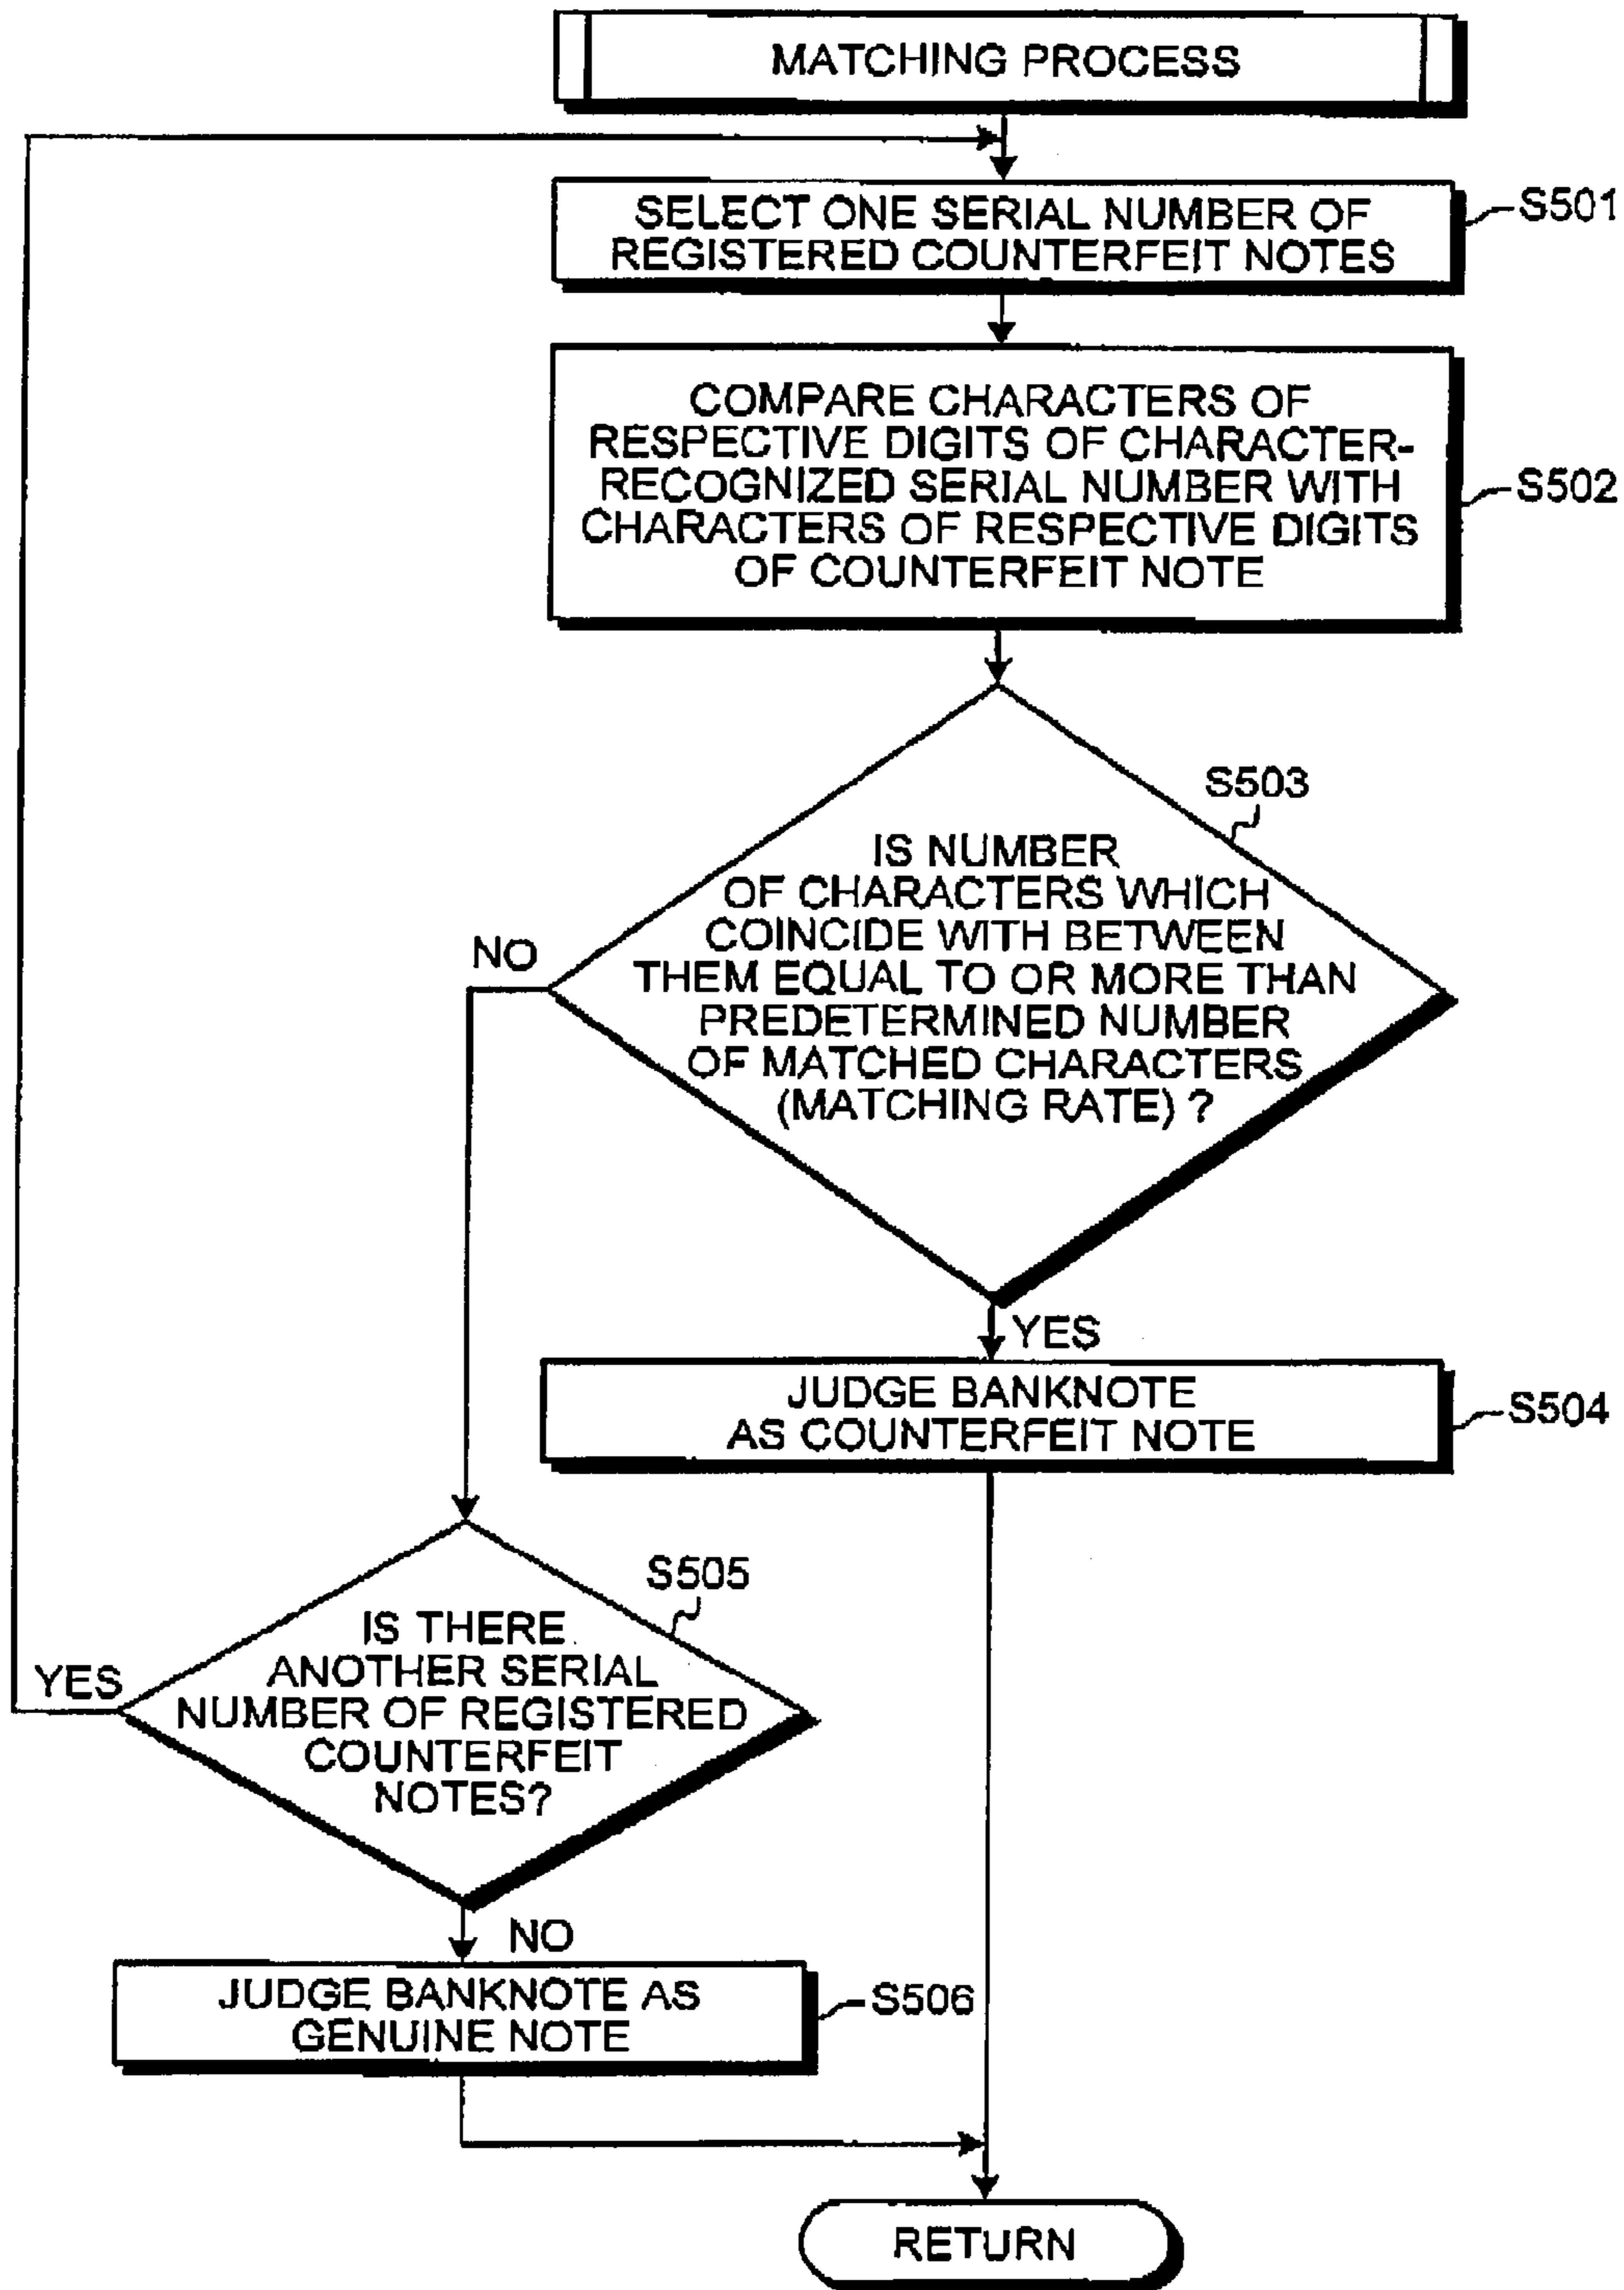 MATCHING PROCESS
SELECT ONE SERIAL NUMBER OF
REGISTERED COUNTERFEIT NOTES
S501
COMPARE CHARACTERS OF
RESPECTIVE DIGITS OF CHARACTER-
RECOGNIZED SERIAL NUMBER WITH
CHARACTERS OF RESPECTIVE DIGITS
OF COUNTERFEIT NOTE
S502
S503
IS NUMBER
OF CHARACTERS WHICH
COINCIDE WITH BETWEEN
THEM EQUAL TO OR MORE THAN
PREDETERMINED NUMBER
OF MATCHED CHARACTERS
(MATCHING RATE) ?
NO
YES
JUDGE BANKNOTE
AS COUNTERFEIT NOTE
S504
S505
IS THERE
ANOTHER SERIAL
NUMBER OF REGISTERED
COUNTERFEIT
NOTES?
YES
NO
JUDGE BANKNOTE AS
GENUINE NOTE
S506
RETURN